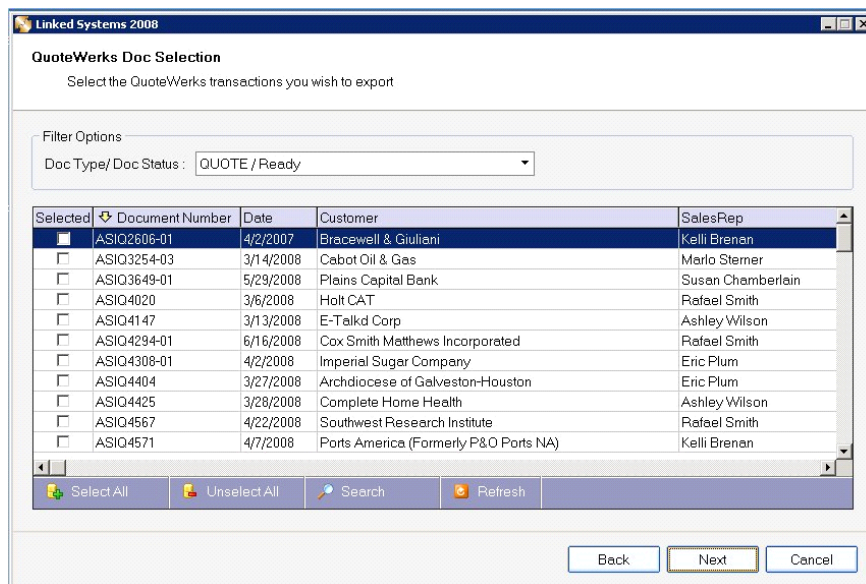 Linked Systems 2008
QuoteWerks Doc Selection
Select the QuoteWerks transactions you wish to export
Filter Options
Doc Type/ Doc Status : QUOTE / Ready
Selected Document Number Date Customer SalesRep
ASIQ2606-01 4/2/2007 Bracewell & Giuliani Kelli Brenan
ASIQ3254-03 3/14/2008 Cabot Oil & Gas Marlo Sterner
ASIQ3649-01 5/29/2008 Plains Capital Bank Susan Chamberlain
ASIQ4020 3/6/2008 Holt CAT Rafael Smith
ASIQ4147 3/13/2008 E-Talkd Corp Ashley Wilson
ASIQ4294-01 6/16/2008 Cox Smith Matthews Incorporated Rafael Smith
ASIQ4308-01 4/2/2008 Imperial Sugar Company Eric Plum
ASIQ4404 3/27/2008 Archdiocese of Galveston-Houston Eric Plum
ASIQ4425 3/28/2008 Complete Home Health Ashley Wilson
ASIQ4567 4/22/2008 Southwest Research Institute Rafael Smith
ASIQ4571 4/7/2008 Ports America (Formerly P&O Ports NA) Kelli Brenan
Select All Unselect All Search Refresh
Back Next Cancel